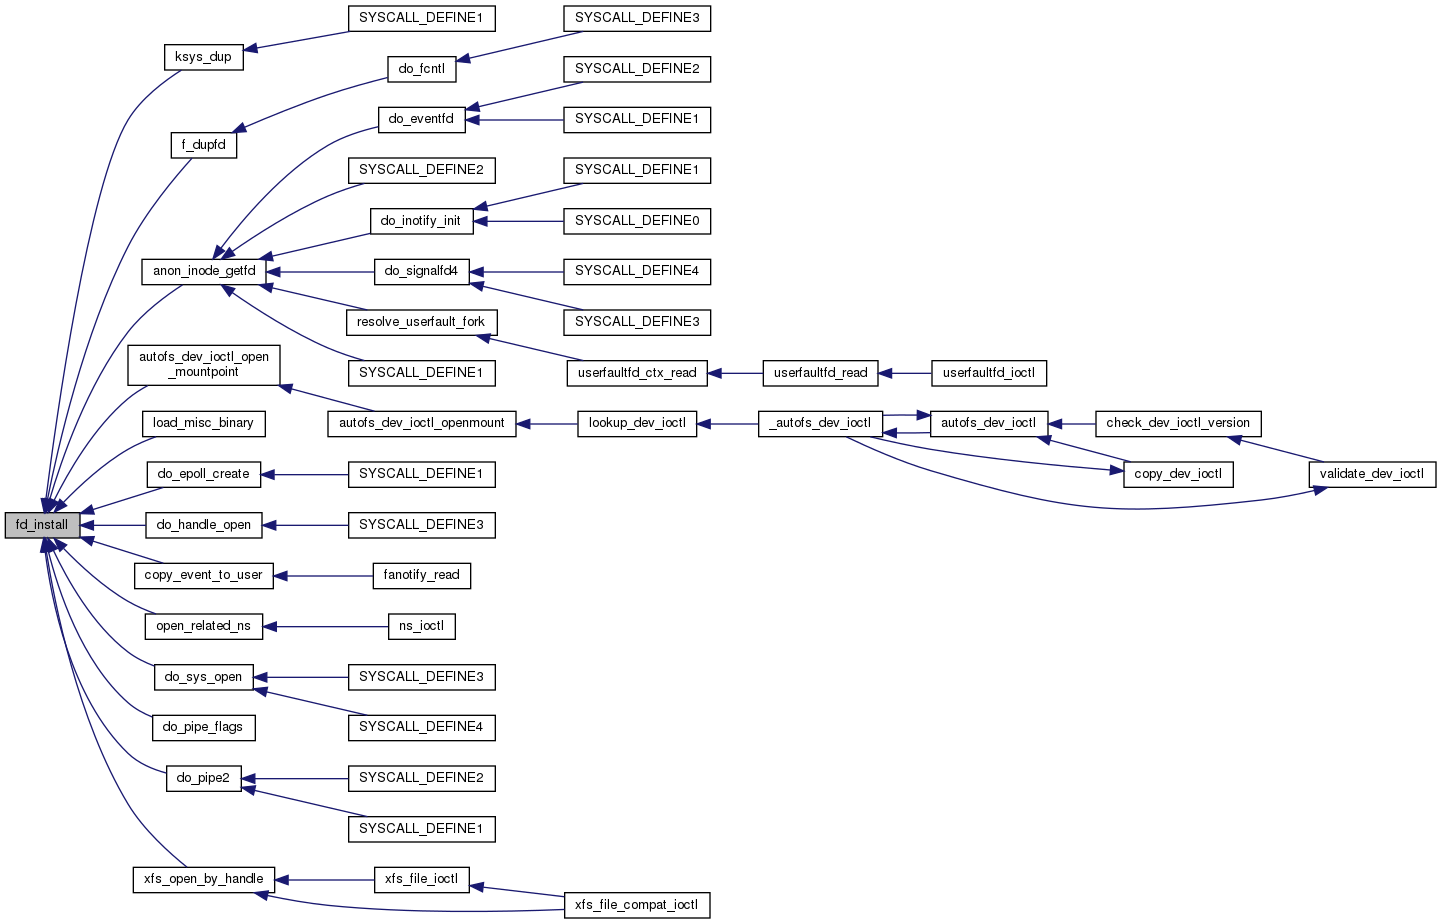 SYSCALL_DEFINE1
SYSCALL_DEFINE3
ksys_dup
do_fcntl
SYSCALL_DEFINE2
do_eventfd
SYSCALL_DEFINE1
f_dupfd
SYSCALL_DEFINE2
SYSCALL_DEFINE1
do_inotify_init
SYSCALL_DEFINE0
anon_inode_getfd
do_signalfd4
SYSCALL_DEFINE4
resolve_userfault_fork
SYSCALL_DEFINE3
autofs_dev_ioctl_open
_mountpoint
SYSCALL_DEFINE1
userfaultfd_ctx_read
userfaultfd_read
userfaultfd_ioctl
load_misc_binary
autofs_dev_ioctl_openmount
lookup_dev_ioctl
_autofs_dev_ioctl
autofs_dev_ioctl
check_dev_ioctl_version
do_epoll_create
SYSCALL_DEFINE1
copy_dev_ioctl
validate_dev_ioctl
fd_install
do_handle_open
SYSCALL_DEFINE3
copy_event_to_user
fanotify_read
open_related_ns
ns_ioctl
do_sys_open
SYSCALL_DEFINE3
do_pipe_flags
SYSCALL_DEFINE4
do_pipe2
SYSCALL_DEFINE2
SYSCALL_DEFINE1
xfs_open_by_handle
xfs_file_ioctl
xfs_file_compat_ioctl